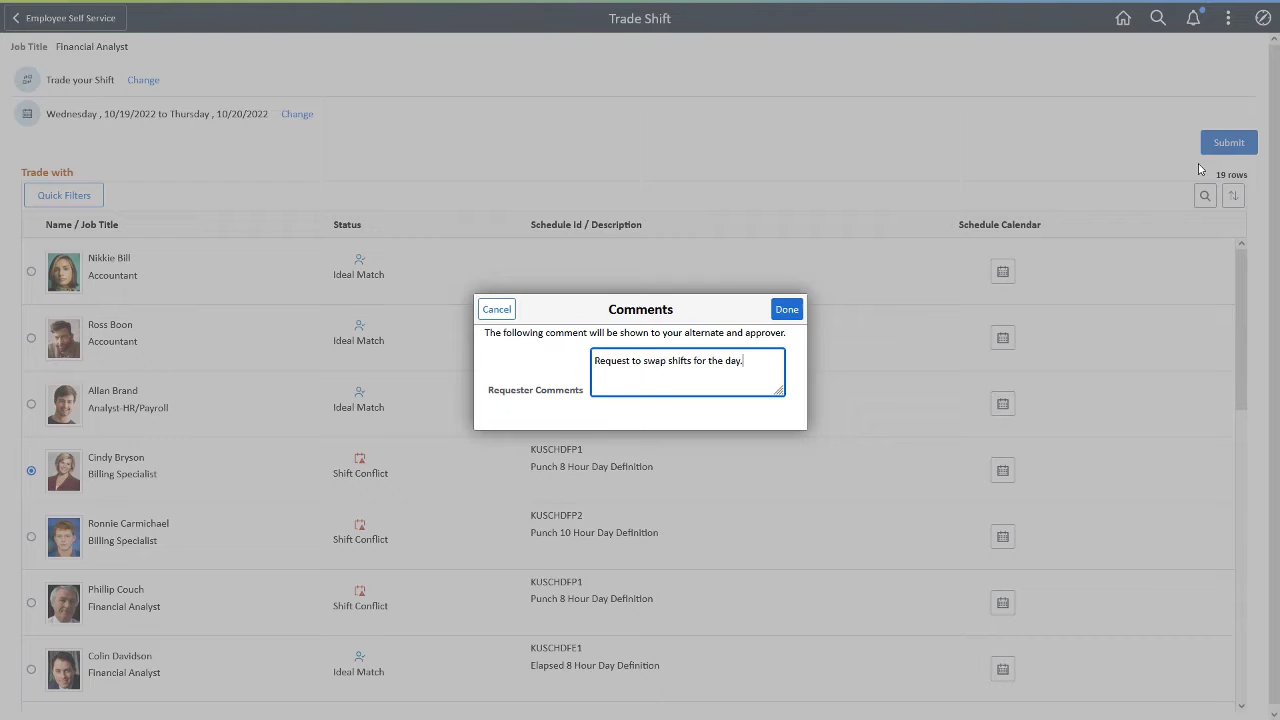 Employee Self Service
Trade Shift
Job Title Financial Analyst
Trade your Shift Change
Wednesday , 10/19/2022 to Thursday , 10/20/2022 Change
Submit
Trade with
19 rows
Quick Filters
Name / Job Title Status Schedule Id / Description Schedule Calendar
Nikkie Bill
Accountant
Ideal Match
Ross Boon
Accountant
Ideal Match
Allan Brand
Analyst-HR/Payroll
Ideal Match
Cancel Comments Done
The following comment will be shown to your alternate and approver.
Request to swap shifts for the day.
Requester Comments
Cindy Bryson
Billing Specialist
Shift Conflict
KUSCHDFP1
Punch 8 Hour Day Definition
Ronnie Carmichael
Billing Specialist
Shift Conflict
KUSCHDFP2
Punch 10 Hour Day Definition
Phillip Couch
Financial Analyst
Shift Conflict
KUSCHDFP1
Punch 8 Hour Day Definition
Colin Davidson
Financial Analyst
Ideal Match
KUSCHDFE1
Elapsed 8 Hour Day Definition